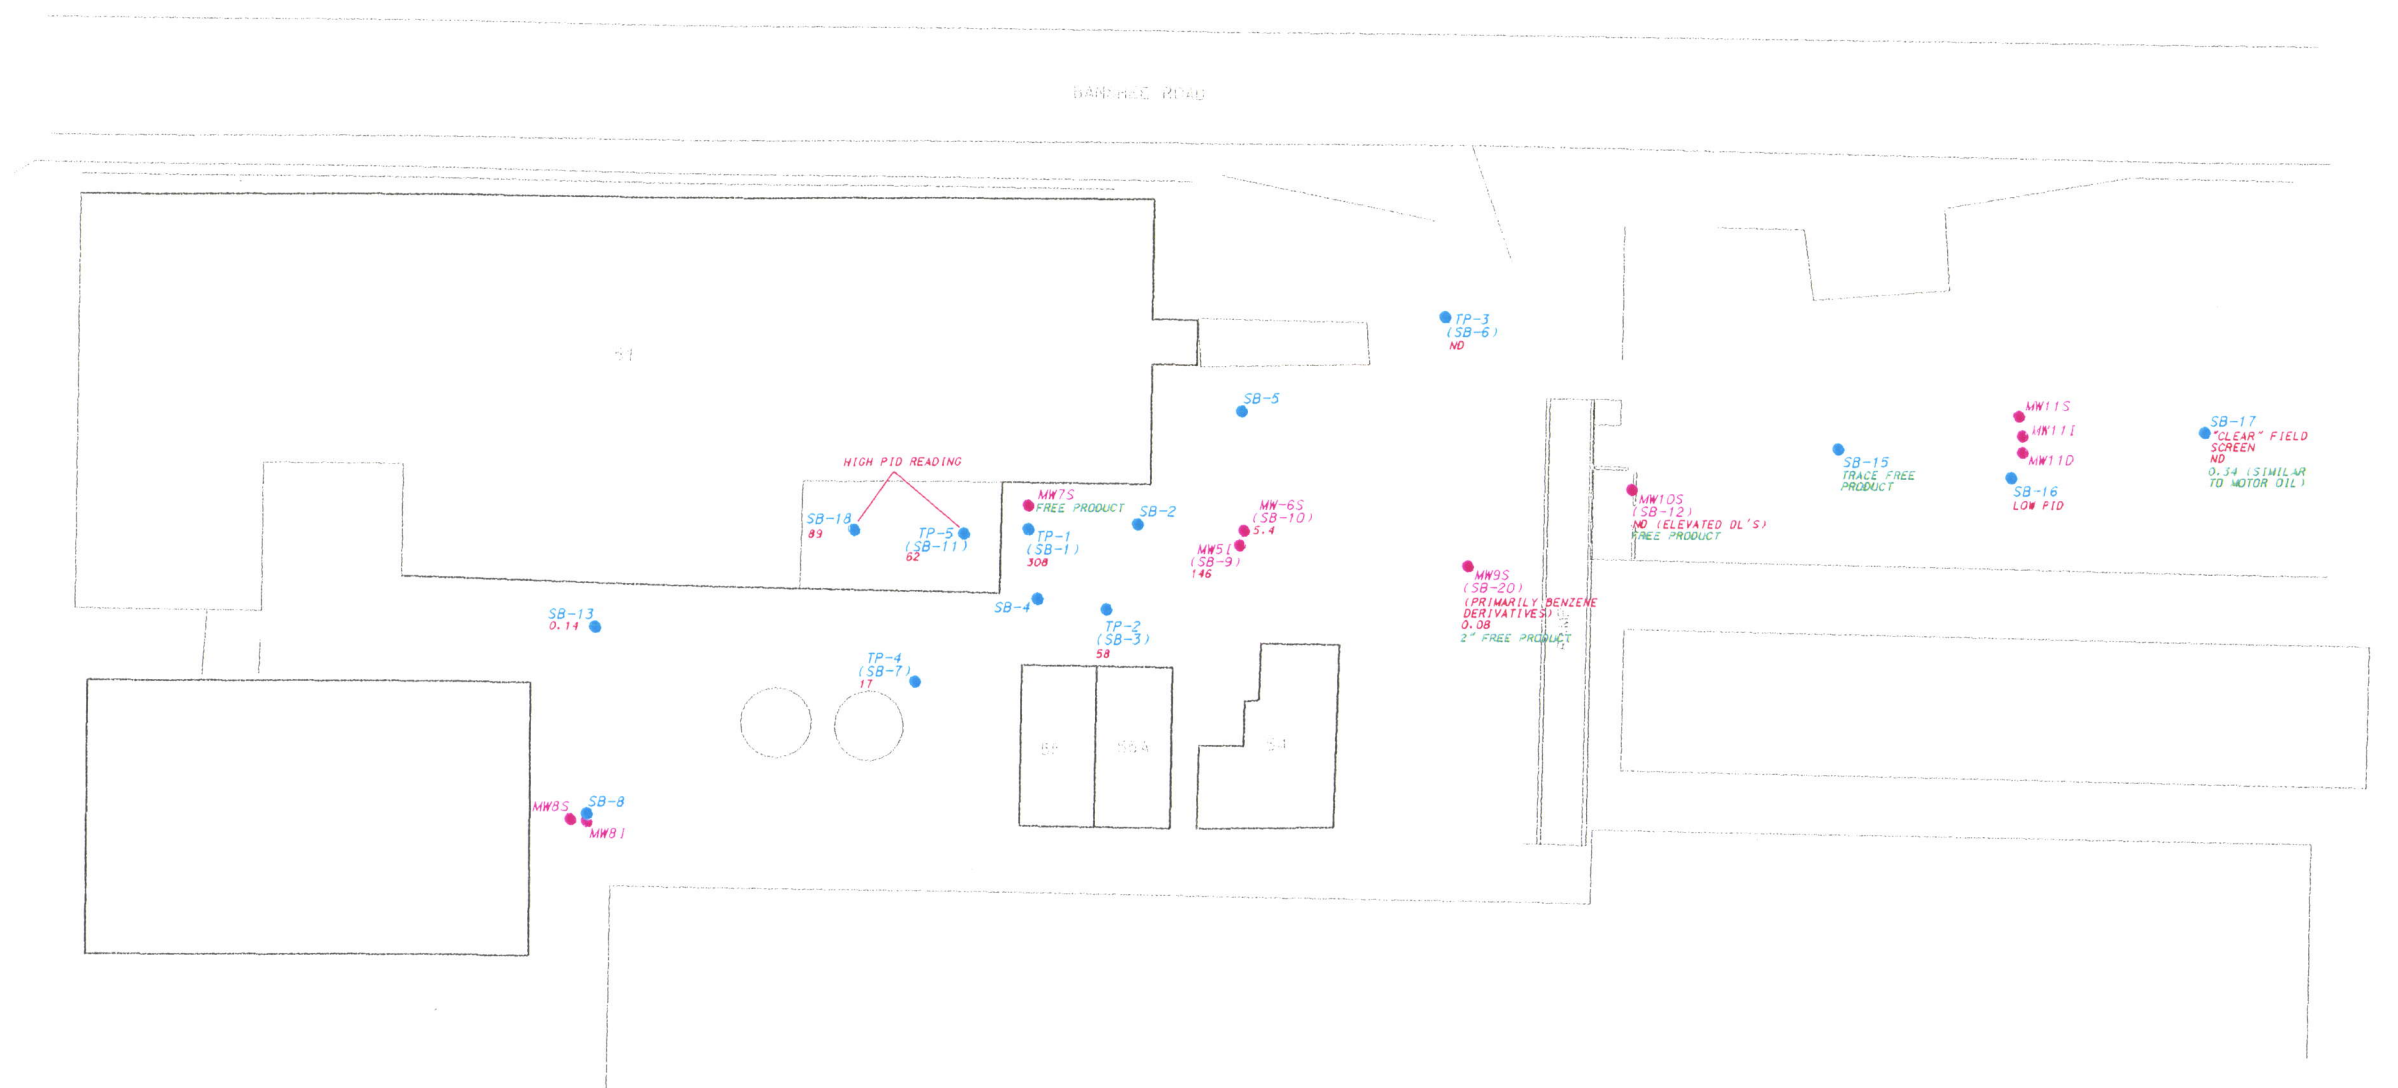 BANSHEE ROAD
TP-3
(SB-6)
ND
SB-5
HIGH PID READING
SB-18
89
TP-5
(SB-11)
62
MW7S
FREE PRODUCT
TP-1
(SB-1)
308
SB-2
MW-6S
(SB-10)
5.4
MW5I
(SB-9)
146
MW9S
(SB-20)
(PRIMARILY BENZENE
DERIVATIVES)
0.08
2" FREE PRODUCT
MW10S
(SB-12)
ND (ELEVATED DL'S)
FREE PRODUCT
SB-15
TRACE FREE
PRODUCT
MW11S
MW11I
MW11D
SB-16
LOW PID
SB-17
"CLEAR" FIELD
SCREEN
ND
0.34 (SIMILAR
TO MOTOR OIL)
SB-13
0.14
SB-4
TP-2
(SB-3)
58
TP-4
(SB-7)
17
55A
54
MW8S
SB-8
MW8I